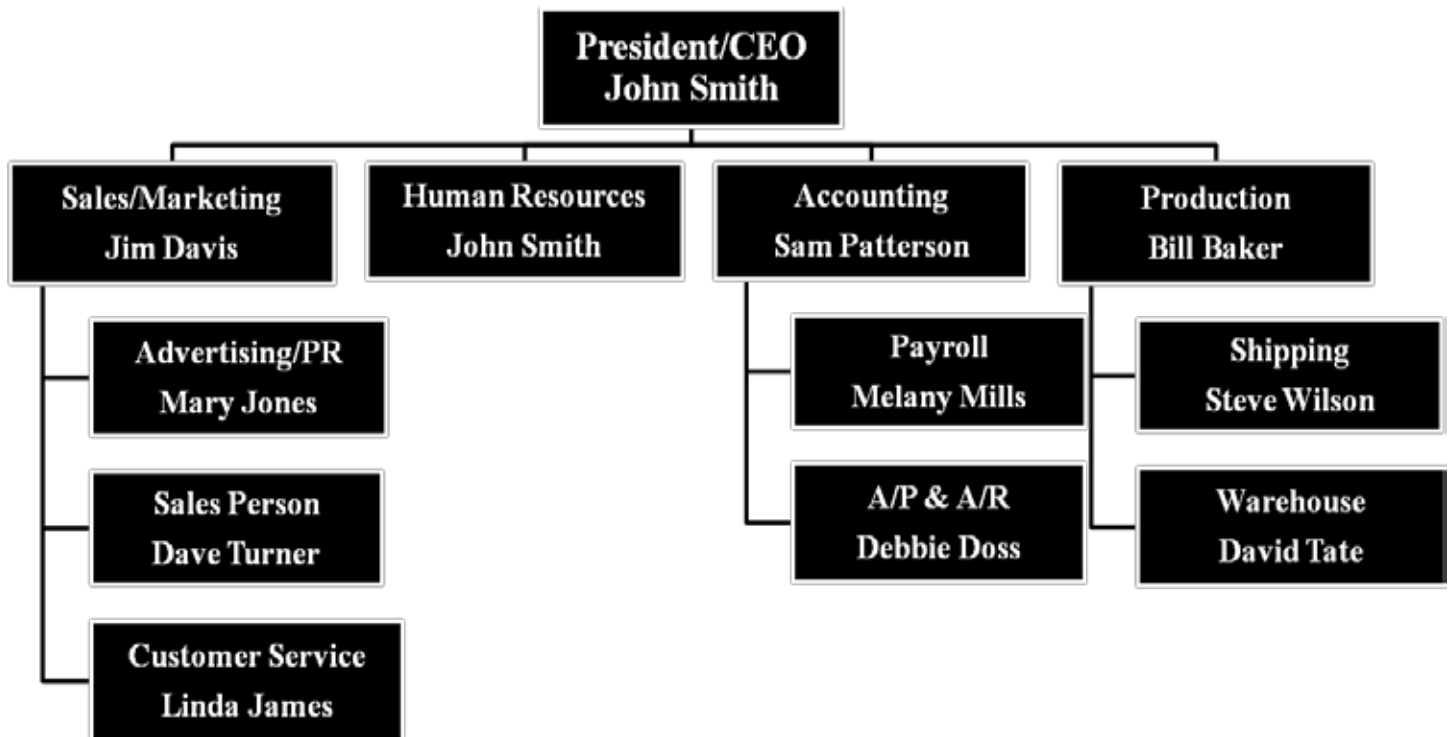 President/CEO
John Smith
Sales/Marketing
Jim Davis
Human Resources
John Smith
Accounting
Sam Patterson
Production
Bill Baker
Advertising/PR
Mary Jones
Sales Person
Dave Turner
Customer Service
Linda James
Payroll
Melany Mills
A/P & A/R
Debbie Doss
Shipping
Steve Wilson
Warehouse
David Tate